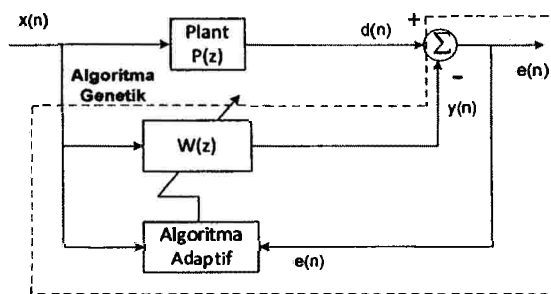 x(n)
Plant
P(z)
d(n)
+
Σ
e(n)
−
y(n)
Algoritma
Genetik
W(z)
Algoritma
Adaptif
e(n)